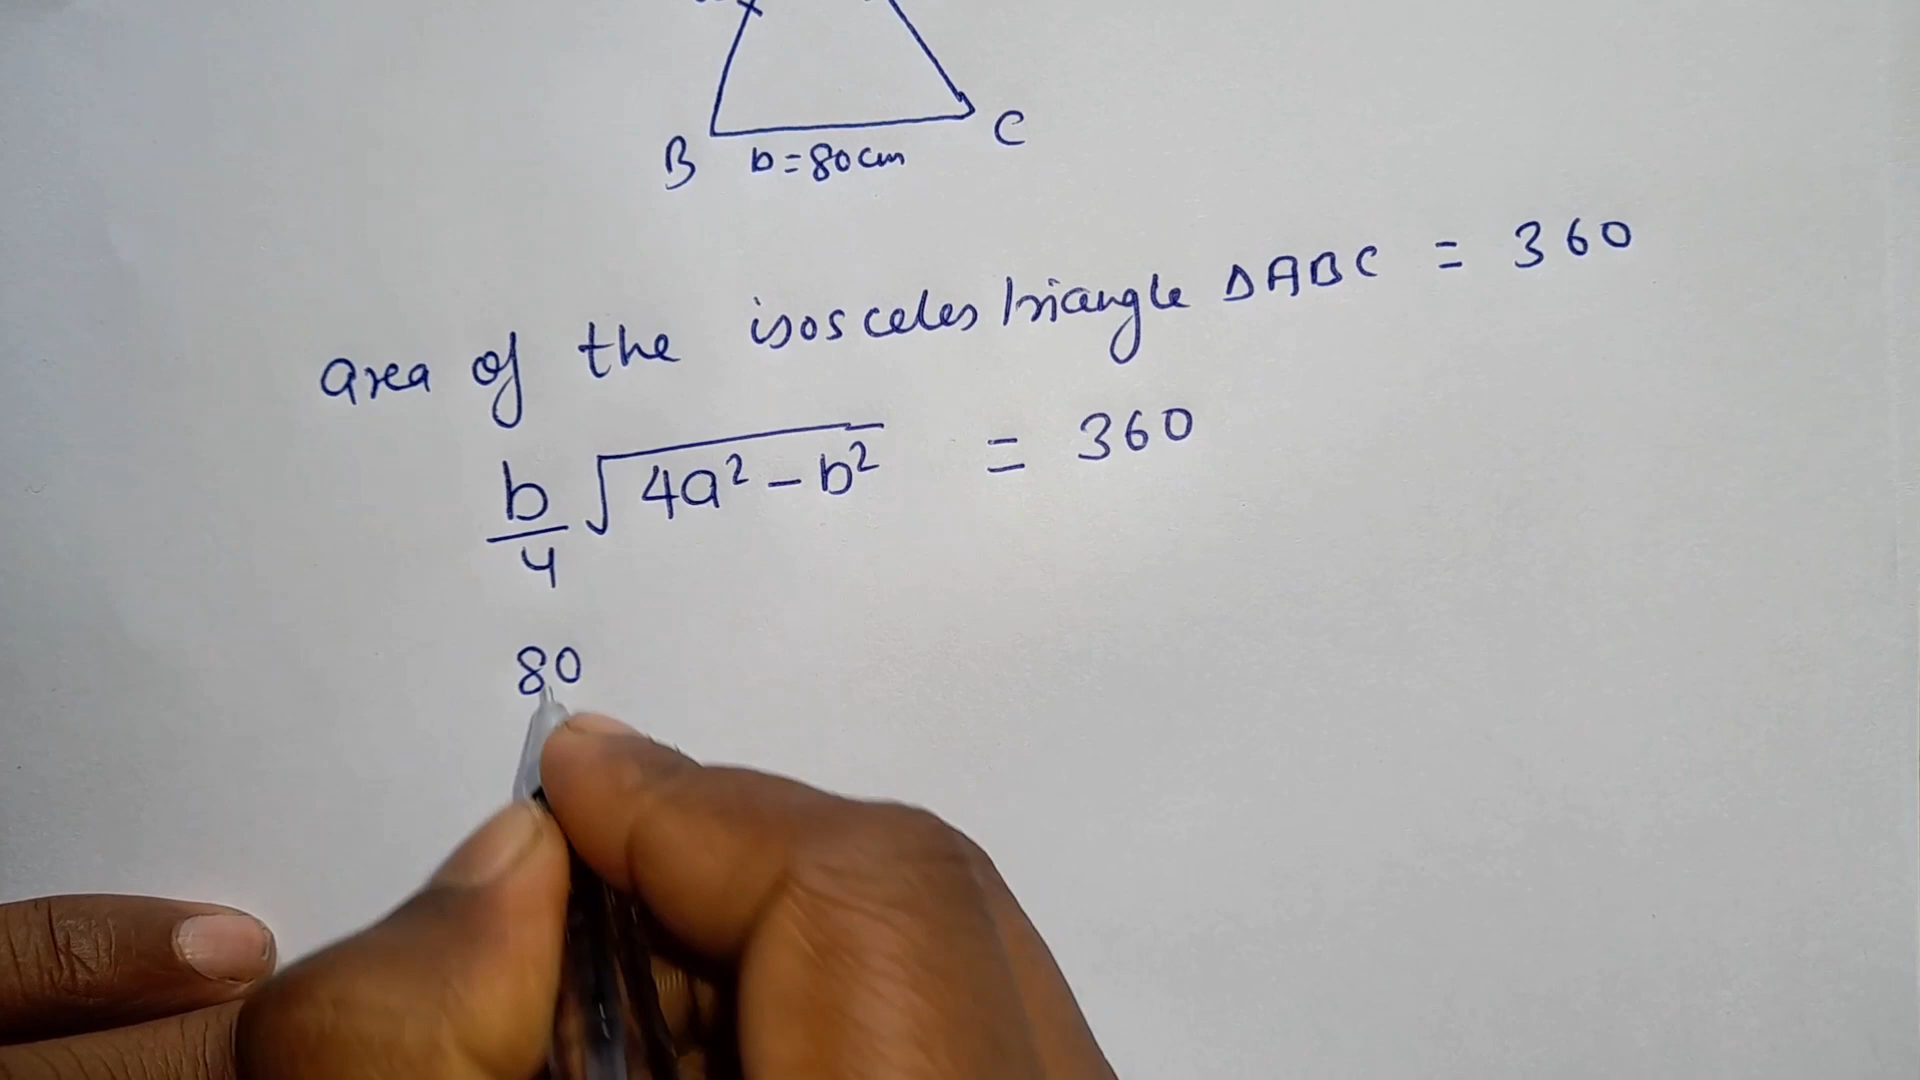 B b=80cm C
area of the isosceles triangle ΔABC = 360
b/4 √4a² - b² = 360
80